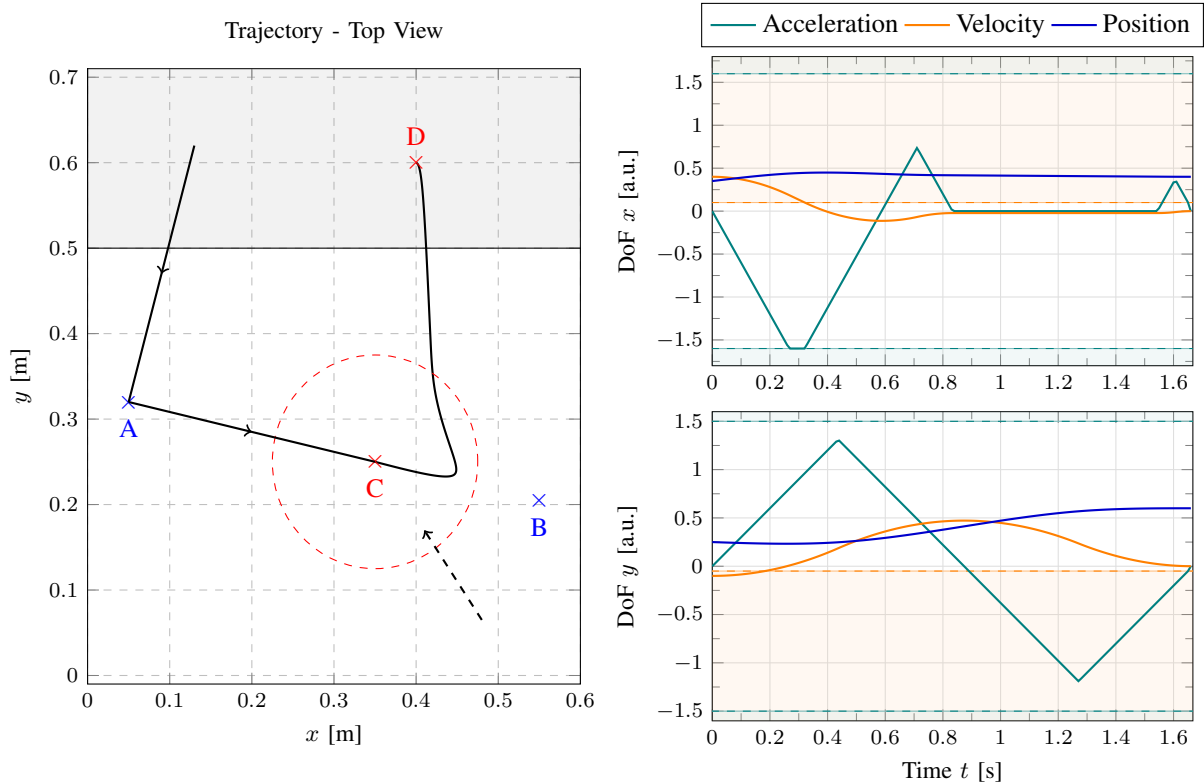 Trajectory - Top View
0.7
0.6
0.5
0.4
0.3
0.2
0.1
0
y [m]
0 0.1 0.2 0.3 0.4 0.5 0.6
x [m]
D
A
C
B
Acceleration Velocity Position
1.5
1
0.5
0
−0.5
−1
−1.5
DoF x [a.u.]
0 0.2 0.4 0.6 0.8 1 1.2 1.4 1.6
1.5
1
0.5
0
−0.5
−1
−1.5
DoF y [a.u.]
0 0.2 0.4 0.6 0.8 1 1.2 1.4 1.6
Time t [s]